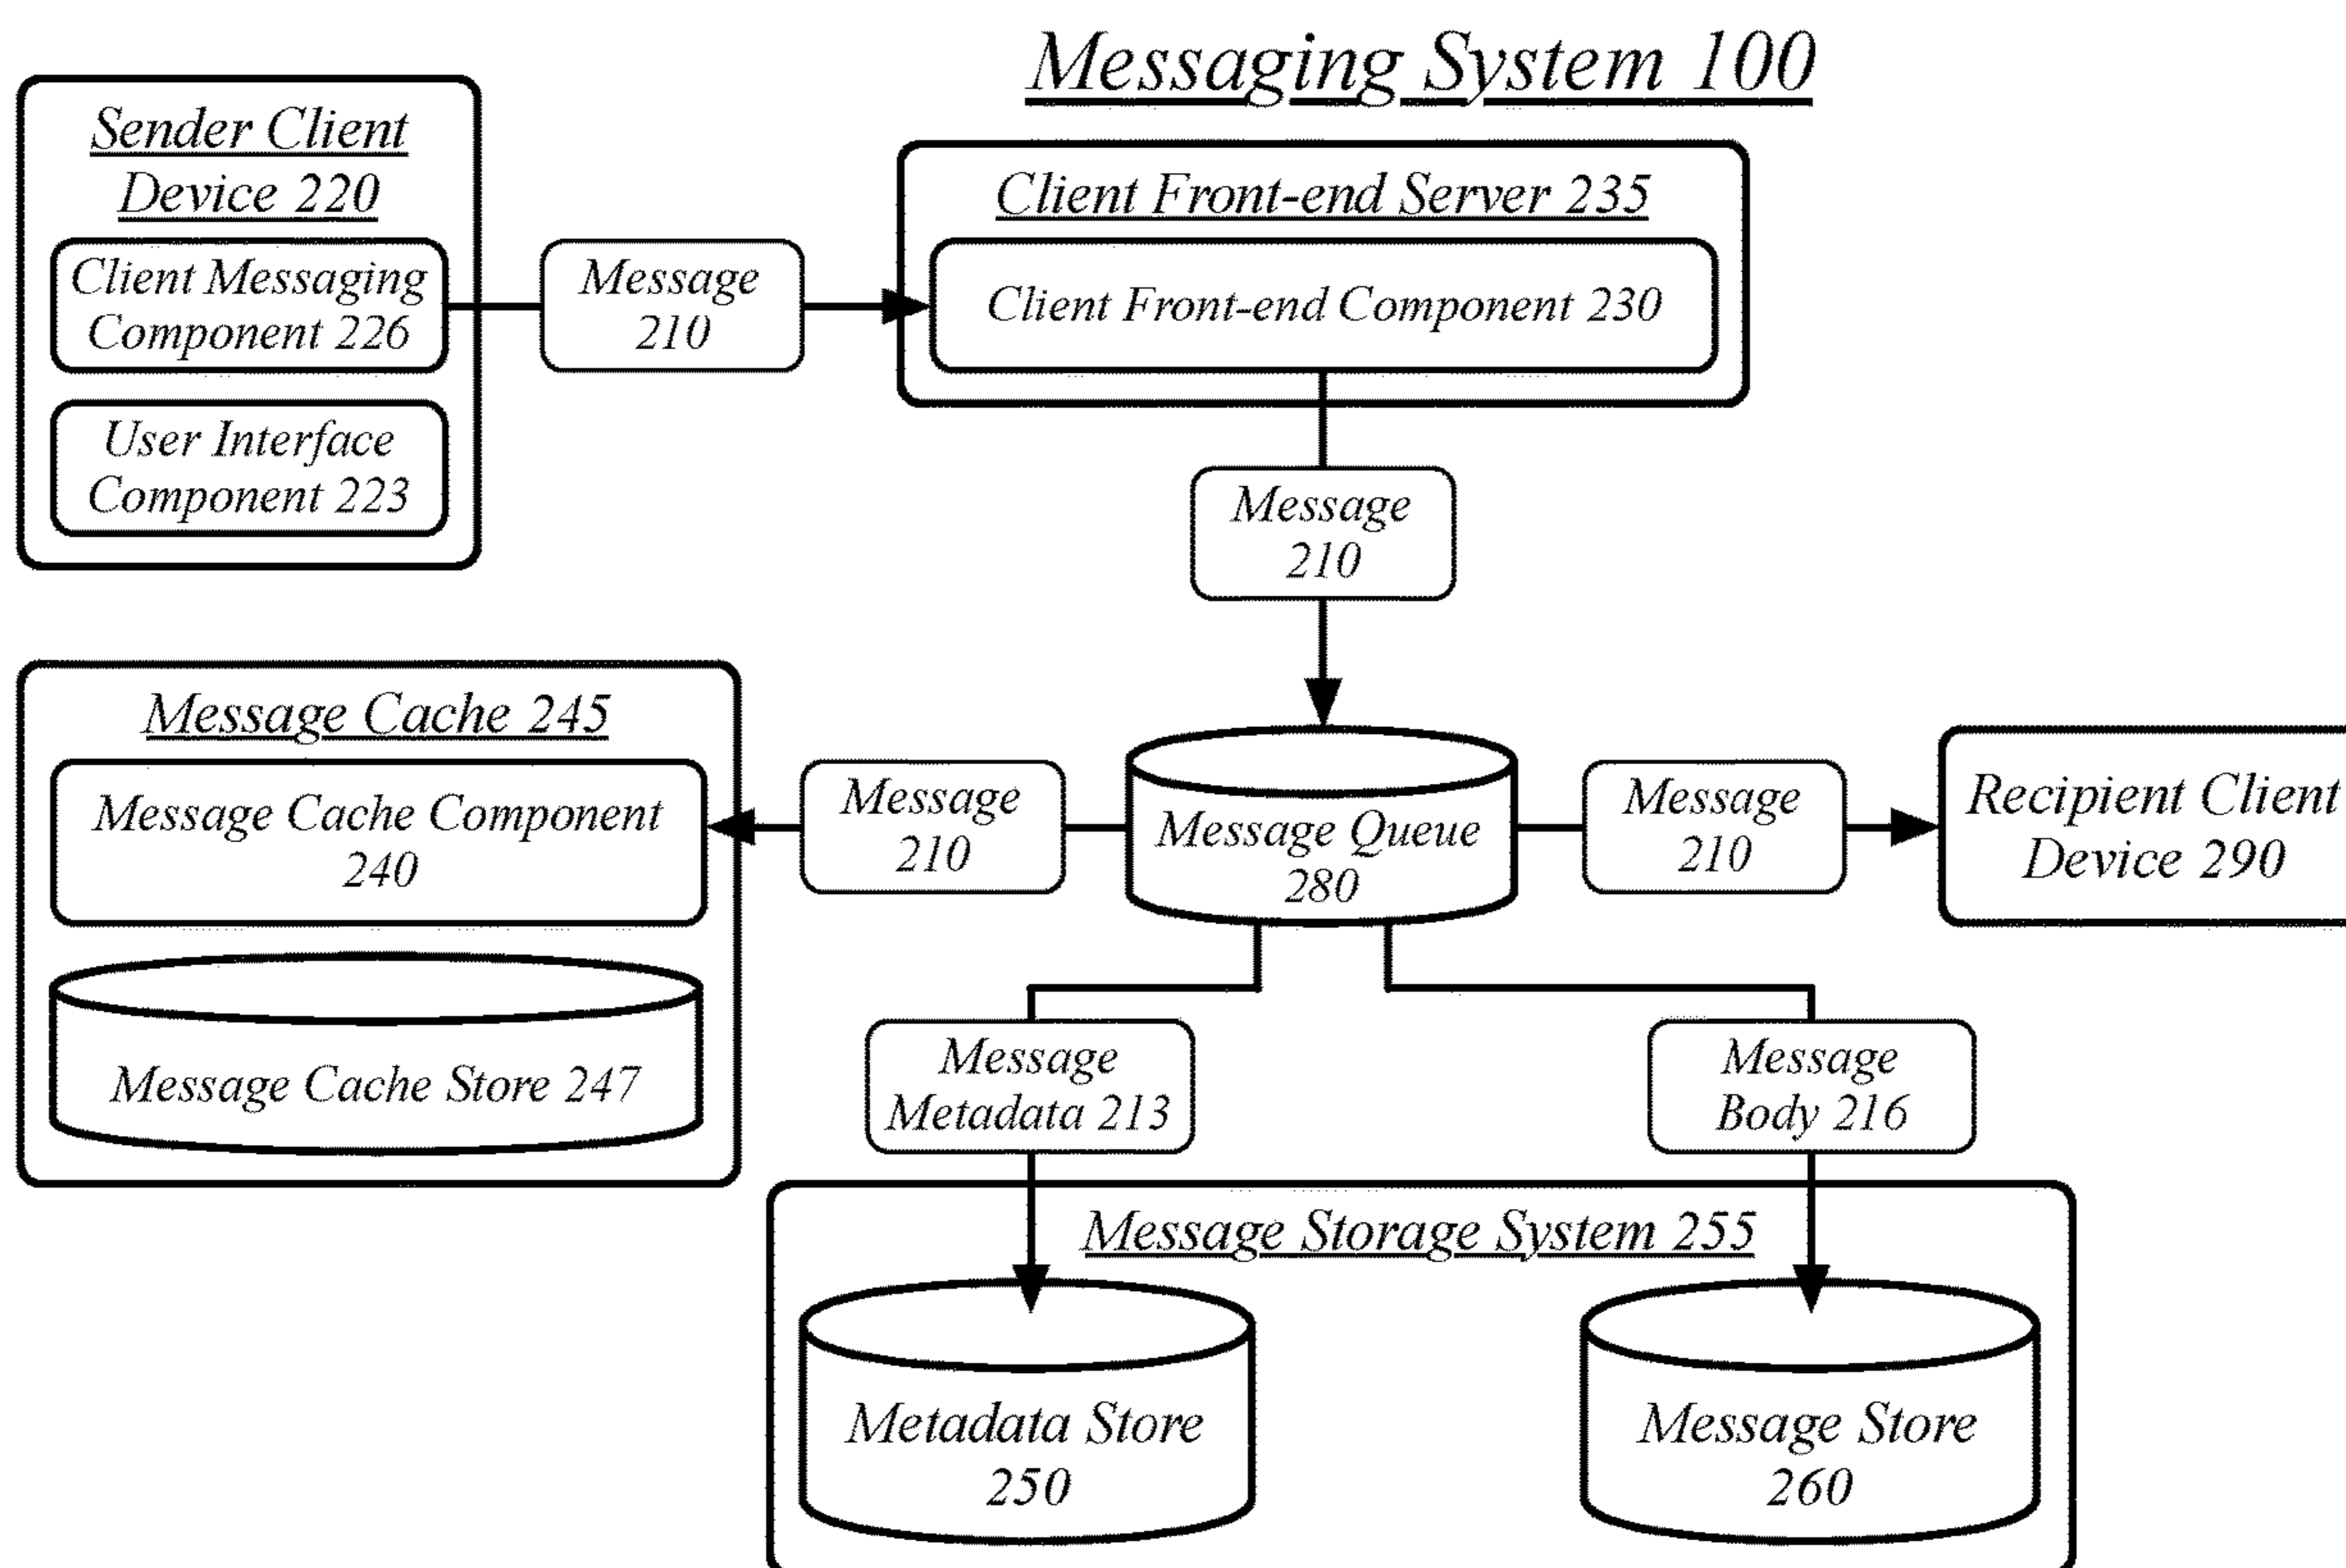 Messaging System 100
Sender Client
Device 220
Client Messaging
Component 226
User Interface
Component 223
Message
210
Client Front-end Server 235
Client Front-end Component 230
Message
210
Message Cache 245
Message Cache Component
240
Message Cache Store 247
Message
210
Message Queue
280
Message
210
Recipient Client
Device 290
Message
Metadata 213
Message
Body 216
Message Storage System 255
Metadata Store
250
Message Store
260